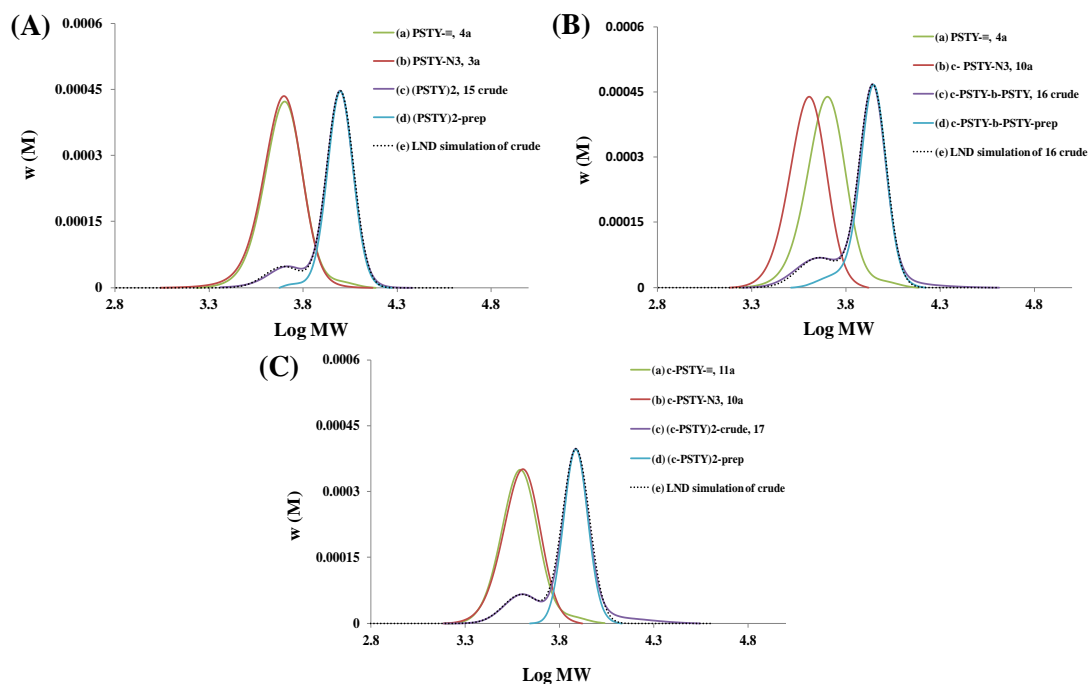 (A)
0.0006
0.00045
0.0003
0.00015
0
w (M)
2.8 3.3 3.8 4.3 4.8
Log MW
(a) PSTY-≡, 4a
(b) PSTY-N3, 3a
(c) (PSTY)2, 15 crude
(d) (PSTY)2-prep
(e) LND simulation of crude
(B)
0.0006
0.00045
0.0003
0.00015
0
w (M)
2.8 3.3 3.8 4.3 4.8
Log MW
(a) PSTY-≡, 4a
(b) c- PSTY-N3, 10a
(c) c-PSTY-b-PSTY, 16 crude
(d) c-PSTY-b-PSTY-prep
(e) LND simulation of 16 crude
(C)
0.0006
0.00045
0.0003
0.00015
0
w (M)
2.8 3.3 3.8 4.3 4.8
Log MW
(a) c-PSTY-≡, 11a
(b) c-PSTY-N3, 10a
(c) (c-PSTY)2-crude, 17
(d) (c-PSTY)2-prep
(e) LND simulation of crude